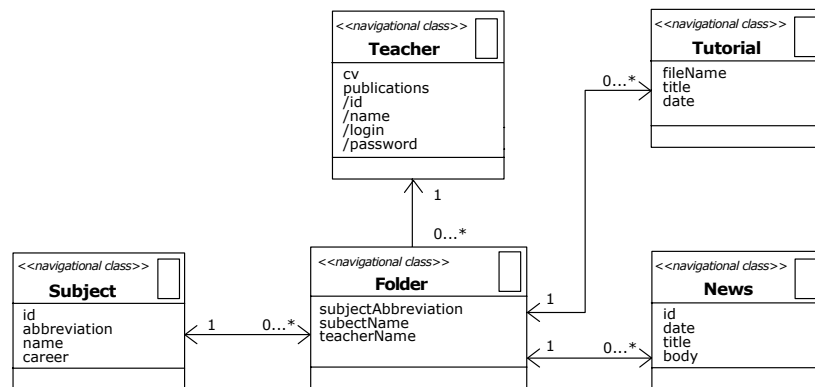 <<navigational class>>
Teacher
cv
publications
/id
/name
/login
/password
<<navigational class>>
Tutorial
fileName
title
date
0...*
1
0...*
<<navigational class>>
Subject
id
abbreviation
name
career
1
0...*
<<navigational class>>
Folder
subjectAbbreviation
subectName
teacherName
1
1
0...*
<<navigational class>>
News
id
date
title
body